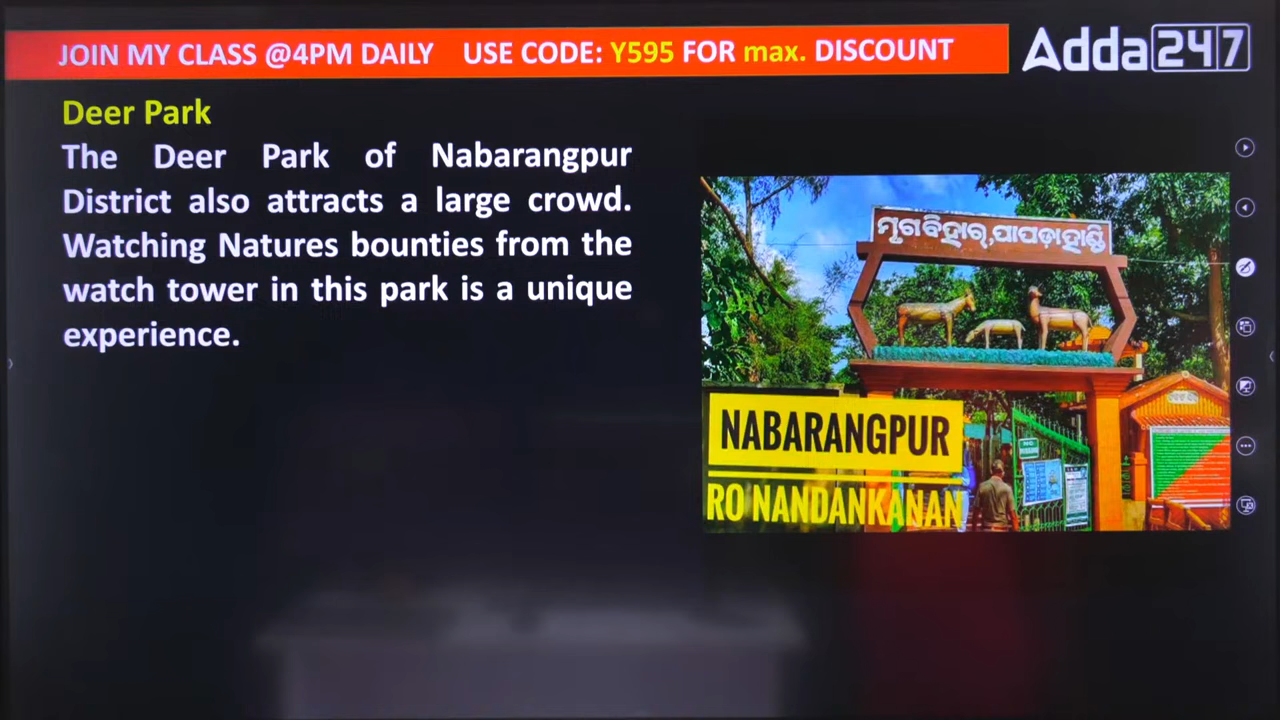 JOIN MY CLASS @4PM DAILY USE CODE: Y595 FOR max. DISCOUNT
Adda247
Deer Park
The Deer Park of Nabarangpur
District also attracts a large crowd.
Watching Natures bounties from the
watch tower in this park is a unique
experience.
ମୃଗବିହାର,ପାପଡ଼ାହାଣ୍ଡି
NABARANGPUR
RO NANDANKANAN